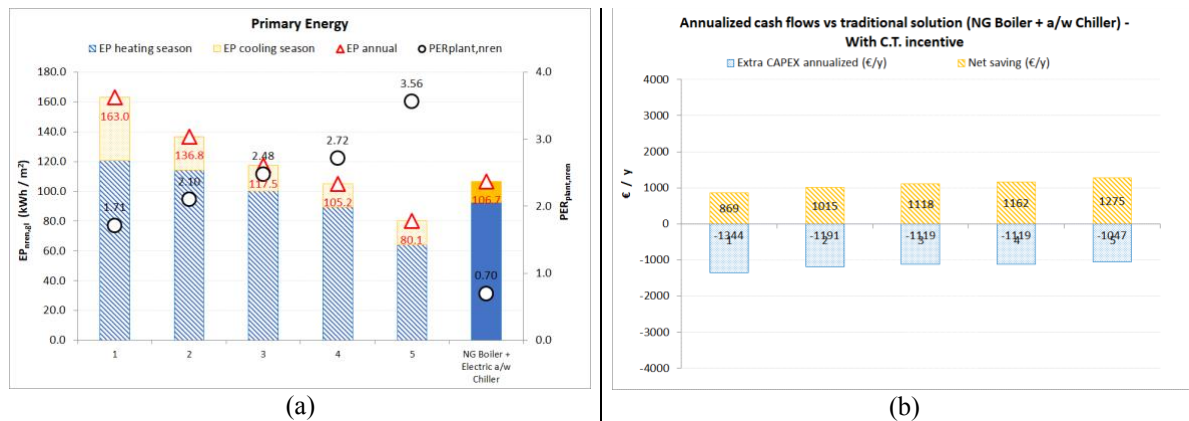 Primary Energy
EP heating season EP cooling season EP annual PERplant,nren
180.0
160.0
140.0
120.0
100.0
80.0
60.0
40.0
20.0
0.0
EPnren,gl (kWh / m²)
4.0
3.0
2.0
1.0
0.0
PERplant,nren
163.0
136.8
117.5
105.2
80.1
106.7
1.71
2.10
2.48
2.72
3.56
0.70
1 2 3 4 5 NG Boiler +
Electric a/w
Chiller
(a)
Annualized cash flows vs traditional solution (NG Boiler + a/w Chiller) -
With C.T. incentive
Extra CAPEX annualized (€/y) Net saving (€/y)
4000
3000
2000
1000
0
-1000
-2000
-3000
-4000
€ / y
869 1015 1118 1162 1275
-1344 -1191 -1119 -1119 -1047
1 2 3 4 5
(b)